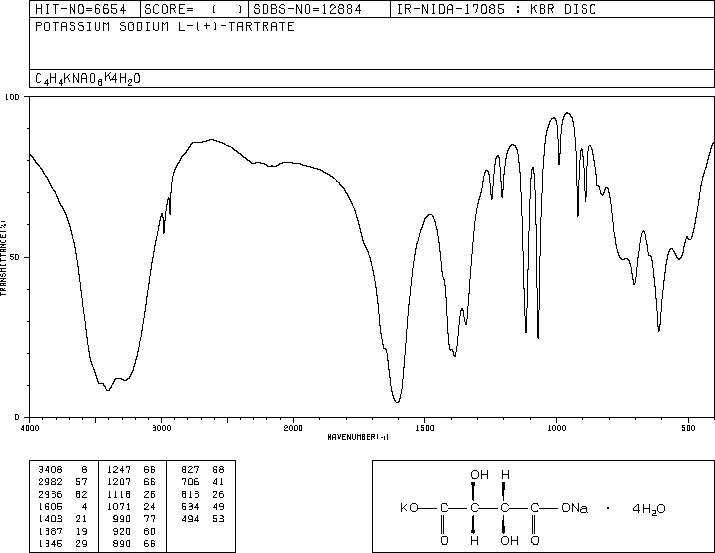 HIT-NO=6654 SCORE= ( ) SDBS-NO=12884 IR-NIDA-17085 : KBR DISC
POTASSIUM SODIUM L-(+)-TARTRATE
C4H4KNAO6K4H2O
100
TRANSMITTANCE(%)
50
0
4000 3000 2000 1500 1000 500
WAVENUMBER(-1)
3408 8 1247 66 827 68
2982 57 1207 66 706 41
2936 62 1118 26 613 26
1605 4 1071 24 534 49
1403 21 990 77 494 53
1387 19 920 60
1345 29 890 66
OH H
KO C C C C ONa · 4H2O
O H OH O